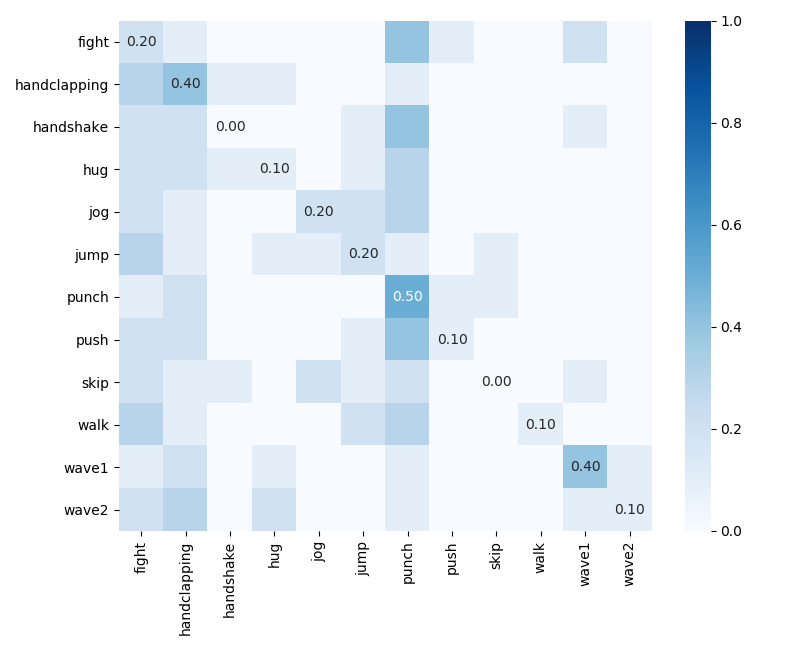 fight 0.20
handclapping 0.40
handshake 0.00
hug 0.10
jog 0.20
jump 0.20
punch 0.50
push 0.10
skip 0.00
walk 0.10
wave1 0.40
wave2 0.10
fight
handclapping
handshake
hug
jog
jump
punch
push
skip
walk
wave1
wave2
1.0
0.8
0.6
0.4
0.2
0.0